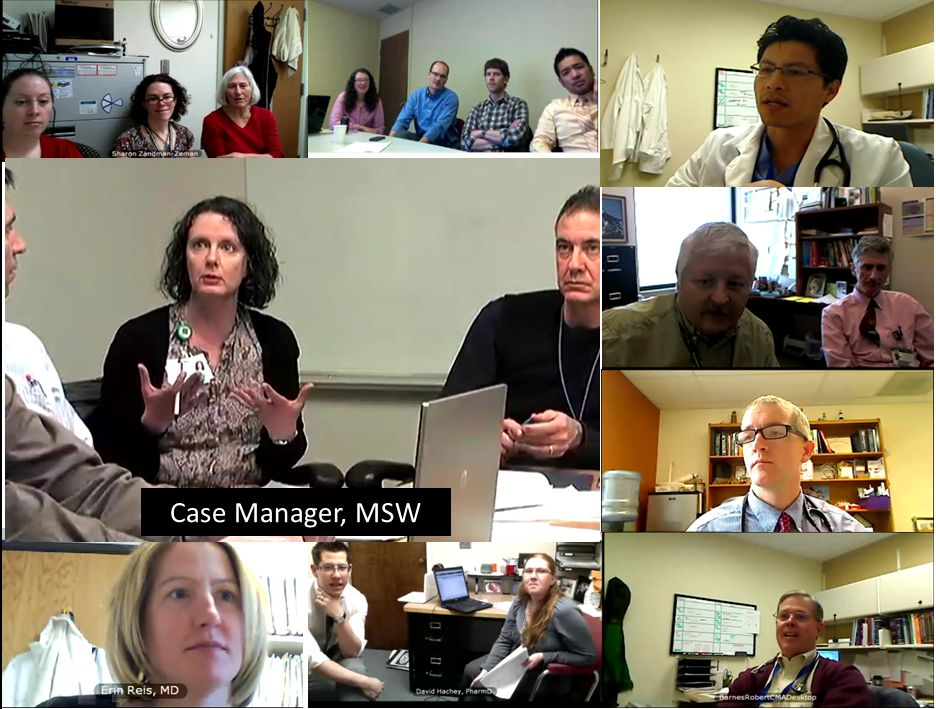 Sharon Zandman-Zeman
Case Manager, MSW
Erin Reis, MD
David Hachey, PharmD
BarnesRobertCMADesktop